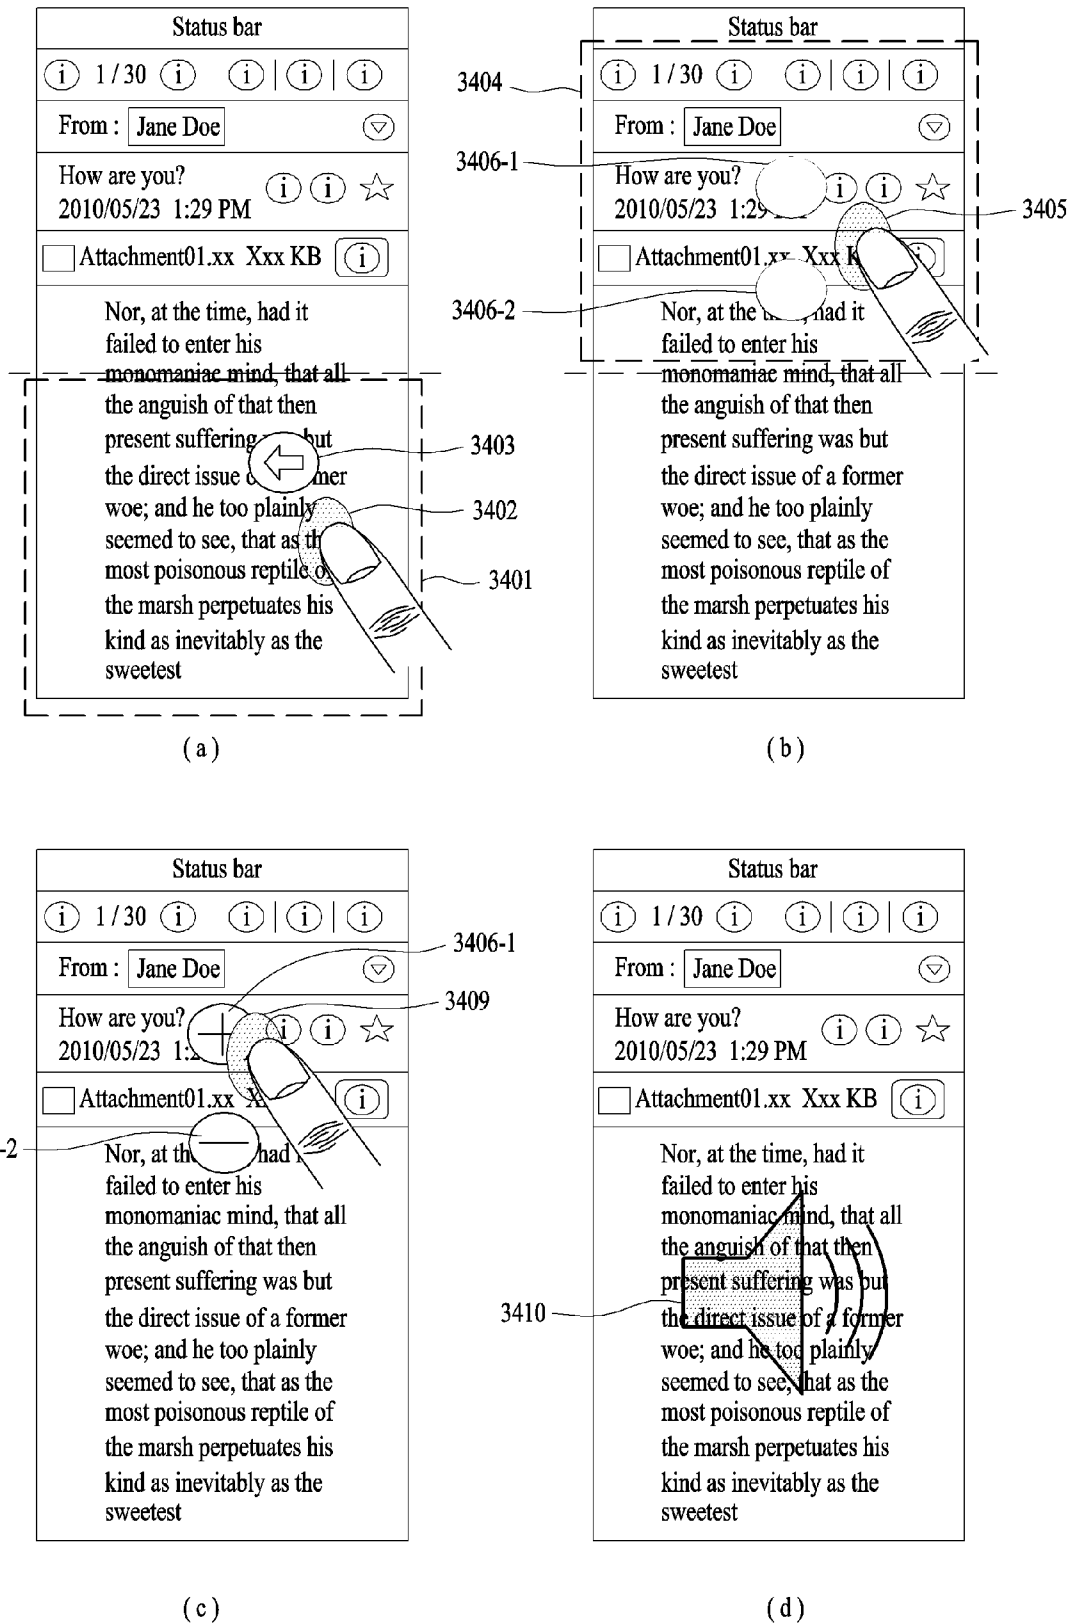 Status bar
i 1 / 30 i i | i | i
From : Jane Doe
How are you? i i
2010/05/23 1:29 PM
Attachment01.xx Xxx KB i
Nor, at the time, had it
failed to enter his
monomaniac mind, that all
the anguish of that then
present suffering but
the direct issue o mer
woe; and he too plainly
seemed to see, that as th
most poisonous reptile o
the marsh perpetuates his
kind as inevitably as the
sweetest
3403
3402
3401
( a )
Status bar
i 1 / 30 i i | i | i
From : Jane Doe
How are you? i i
2010/05/23 1:29
Attachment01.xx Xxx K i
Nor, at the had it
failed to enter his
monomaniac mind, that all
the anguish of that then
present suffering was but
the direct issue of a former
woe; and he too plainly
seemed to see, that as the
most poisonous reptile of
the marsh perpetuates his
kind as inevitably as the
sweetest
3404
3406-1
3405
3406-2
( b )
Status bar
i 1 / 30 i i | i | i
From : Jane Doe
How are you? i i
2010/05/23 1:2
Attachment01.xx X i
Nor, at th had i
failed to enter his
monomaniac mind, that all
the anguish of that then
present suffering was but
the direct issue of a former
woe; and he too plainly
seemed to see, that as the
most poisonous reptile of
the marsh perpetuates his
kind as inevitably as the
sweetest
3406-1
3409
-2
( c )
Status bar
i 1 / 30 i i | i | i
From : Jane Doe
How are you? i i
2010/05/23 1:29 PM
Attachment01.xx Xxx KB i
Nor, at the time, had it
failed to enter his
monomaniac mind, that all
the anguish of that then
present suffering was but
the direct issue of a former
woe; and he too plainly
seemed to see, that as the
most poisonous reptile of
the marsh perpetuates his
kind as inevitably as the
sweetest
3410
( d )